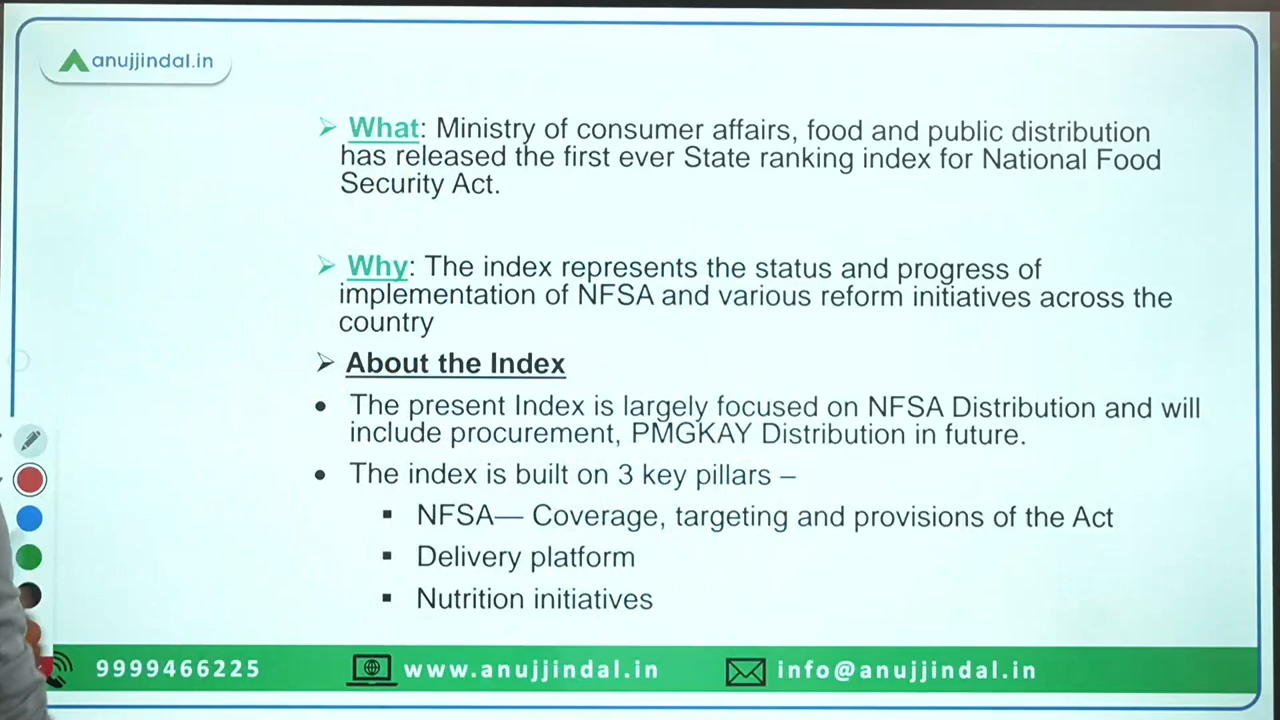 anujjindal.in
➢ What: Ministry of consumer affairs, food and public distribution
has released the first ever State ranking index for National Food
Security Act.
➢ Why: The index represents the status and progress of
implementation of NFSA and various reform initiatives across the
country
➢ About the Index
• The present Index is largely focused on NFSA Distribution and will
include procurement, PMGKAY Distribution in future.
• The index is built on 3 key pillars –
▪ NFSA— Coverage, targeting and provisions of the Act
▪ Delivery platform
▪ Nutrition initiatives
9999466225 www.anujjindal.in info@anujjindal.in